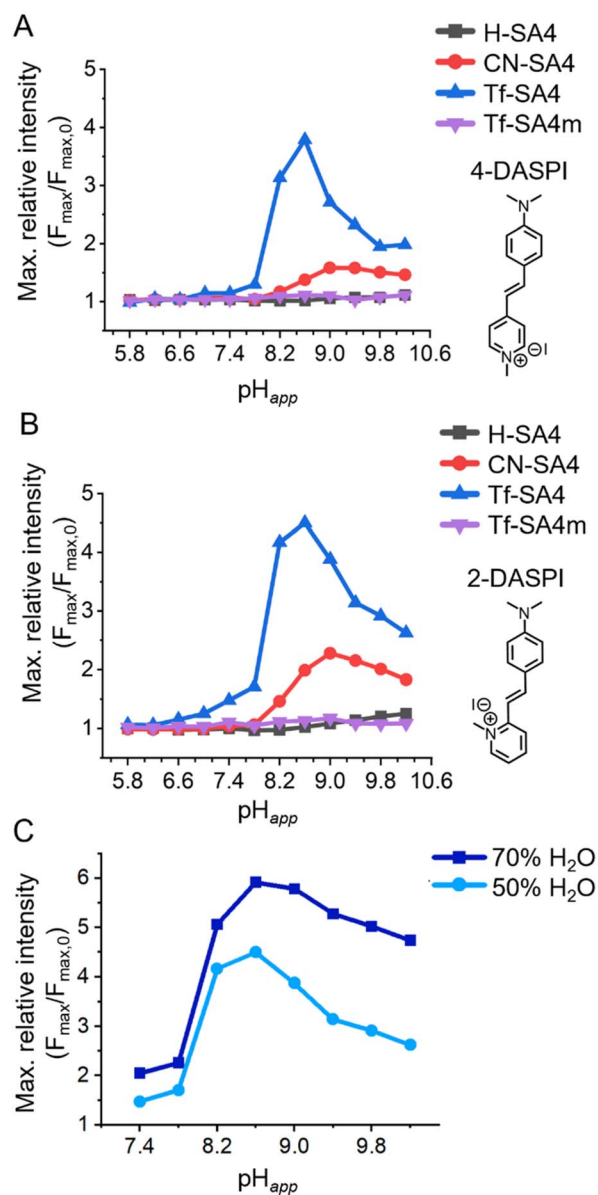 A
H-SA4
CN-SA4
Tf-SA4
Tf-SA4m
4-DASPI
N
N
⊕
⊖I
5
4
3
2
1
5.8 6.6 7.4 8.2 9.0 9.8 10.6
Max. relative intensity
(Fmax/Fmax,0)
pHapp
B
H-SA4
CN-SA4
Tf-SA4
Tf-SA4m
2-DASPI
N
I⊖
⊕
N
5
4
3
2
1
5.8 6.6 7.4 8.2 9.0 9.8 10.6
Max. relative intensity
(Fmax/Fmax,0)
pHapp
C
70% H2O
50% H2O
6
5
4
3
2
1
7.4 8.2 9.0 9.8
Max. relative intensity
(Fmax/Fmax,0)
pHapp